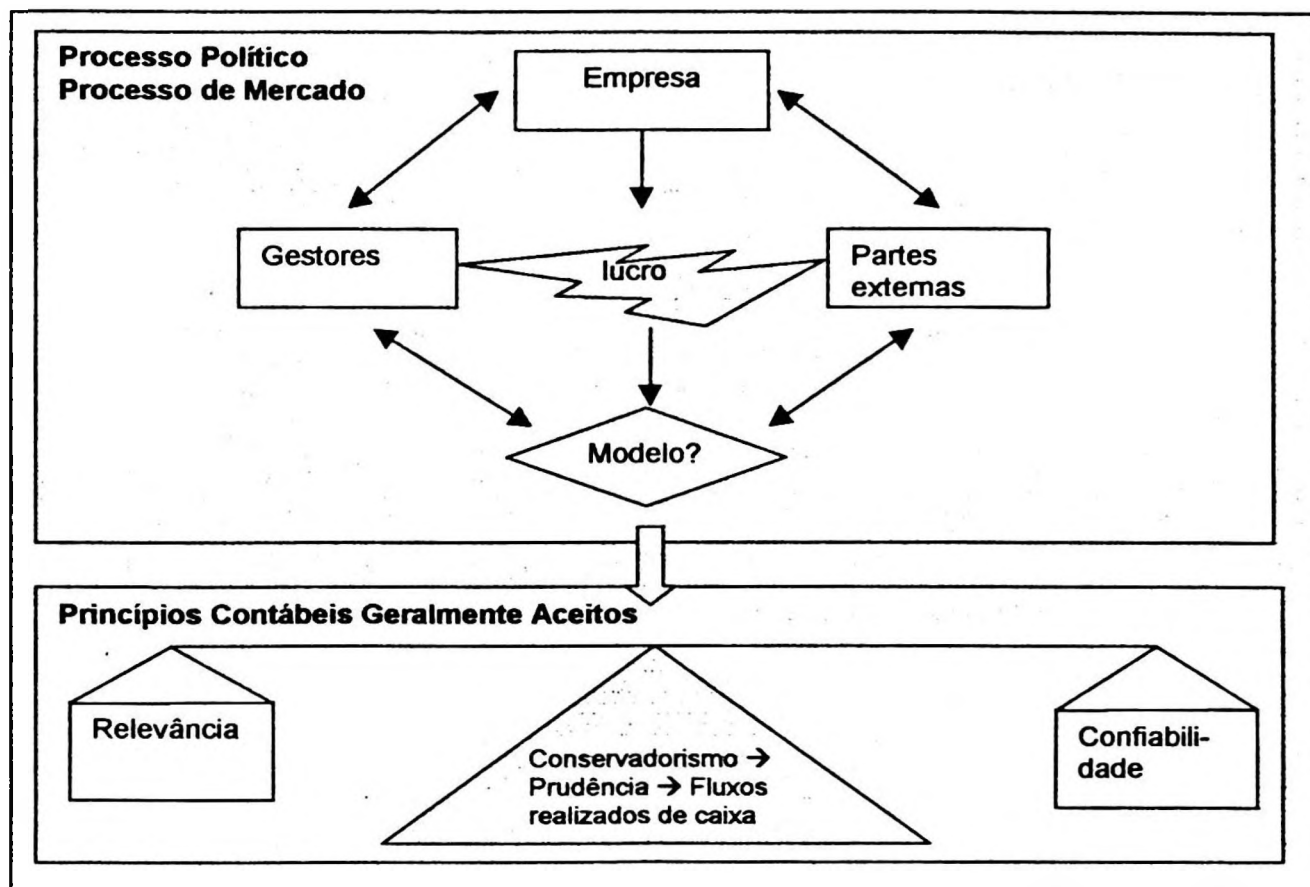 Processo Político
Processo de Mercado
Empresa
Gestores
lucro
Partes
externas
Modelo?
Princípios Contábeis Geralmente Aceitos
Relevância
Conservadorismo →
Prudência → Fluxos
realizados de caixa
Confiabili-
dade